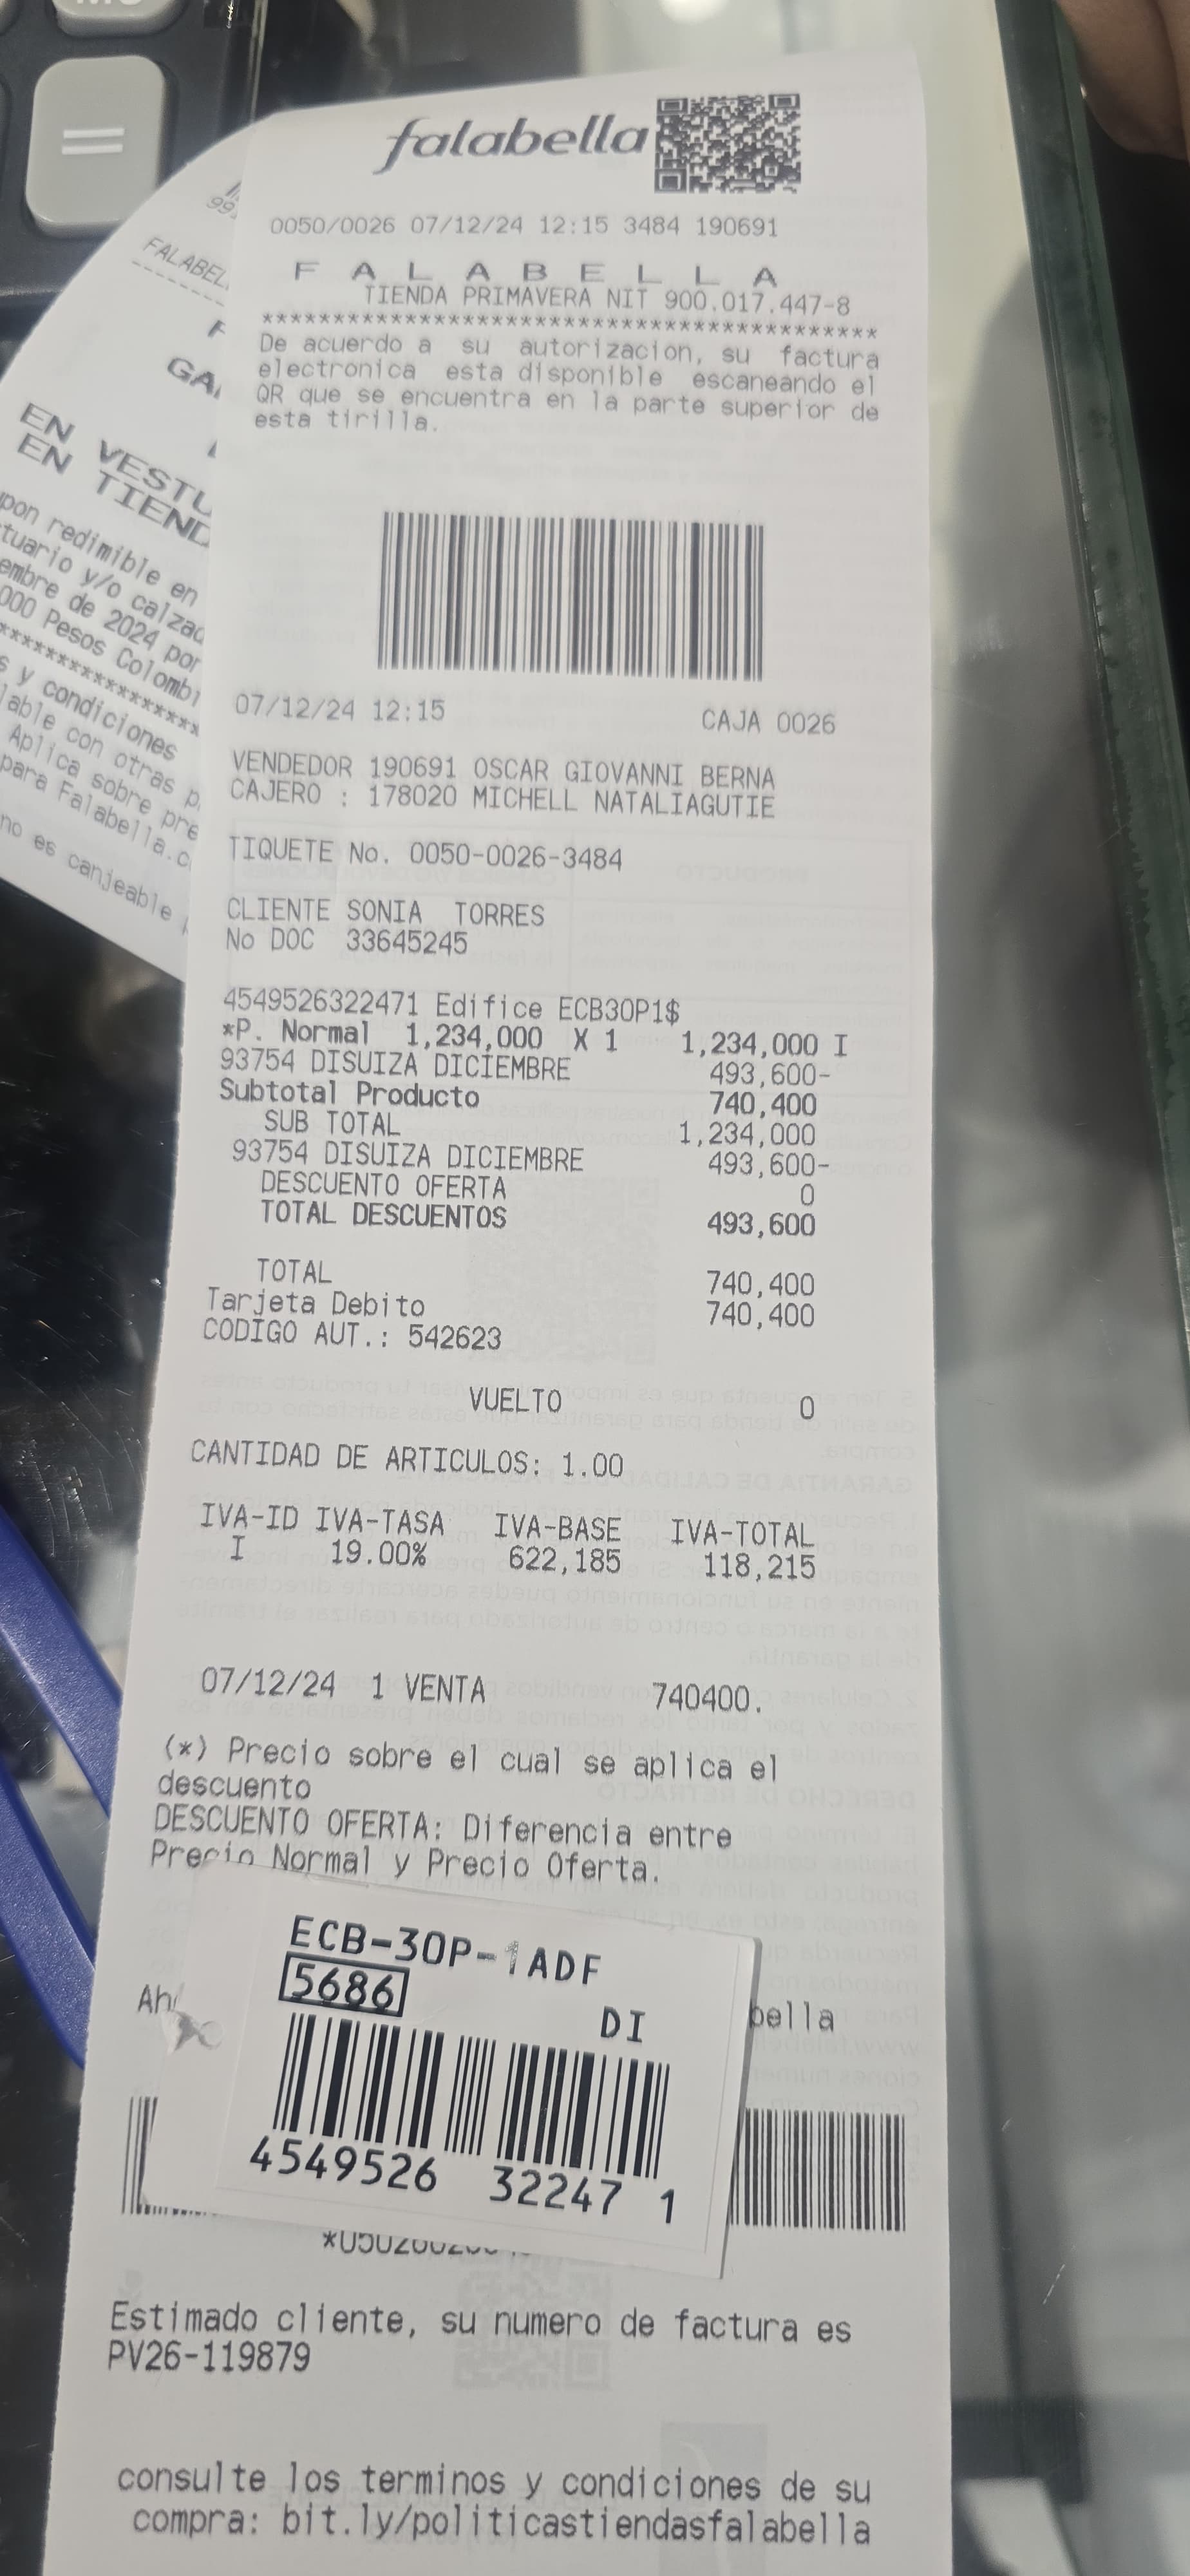 falabella
0050/0026 07/12/24 12:15 3484 190691
F A L A B E L L A
TIENDA PRIMAVERA NIT 900.017.447-8
******************************************
De acuerdo a su autorizacion, su factura
electronica esta disponible escaneando el
QR que se encuentra en la parte superior de
esta tirilla.
07/12/24 12:15 CAJA 0026
VENDEDOR 190691 OSCAR GIOVANNI BERNA
CAJERO : 178020 MICHELL NATALIAGUTIE
TIQUETE No. 0050-0026-3484
CLIENTE SONIA TORRES
No DOC 33645245
4549526322471 Edifice ECB30P1$
*P. Normal 1,234,000 X 1 1,234,000 I
93754 DISUIZA DICIEMBRE 493,600-
Subtotal Producto 740,400
SUB TOTAL 1,234,000
93754 DISUIZA DICIEMBRE 493,600-
DESCUENTO OFERTA 0
TOTAL DESCUENTOS 493,600
TOTAL 740,400
Tarjeta Debito 740,400
CODIGO AUT.: 542623
VUELTO 0
CANTIDAD DE ARTICULOS: 1.00
IVA-ID IVA-TASA IVA-BASE IVA-TOTAL
I 19.00% 622,185 118,215
07/12/24 1 VENTA 740400.
(*) Precio sobre el cual se aplica el
descuento
DESCUENTO OFERTA: Diferencia entre
Precio Normal y Precio Oferta.
ECB-30P-1ADF
5686
DI
4549526 32247 1
Estimado cliente, su numero de factura es
PV26-119879
consulte los terminos y condiciones de su
compra: bit.ly/politicastiendasfalabella
EN VESTU
EN TIEND
pon redimible en
tuario y/o calzad
embre de 2024 por
000 Pesos Colombi
s y condiciones
lable con otras p
Aplica sobre pre
para Falabella.c
no es canjeable